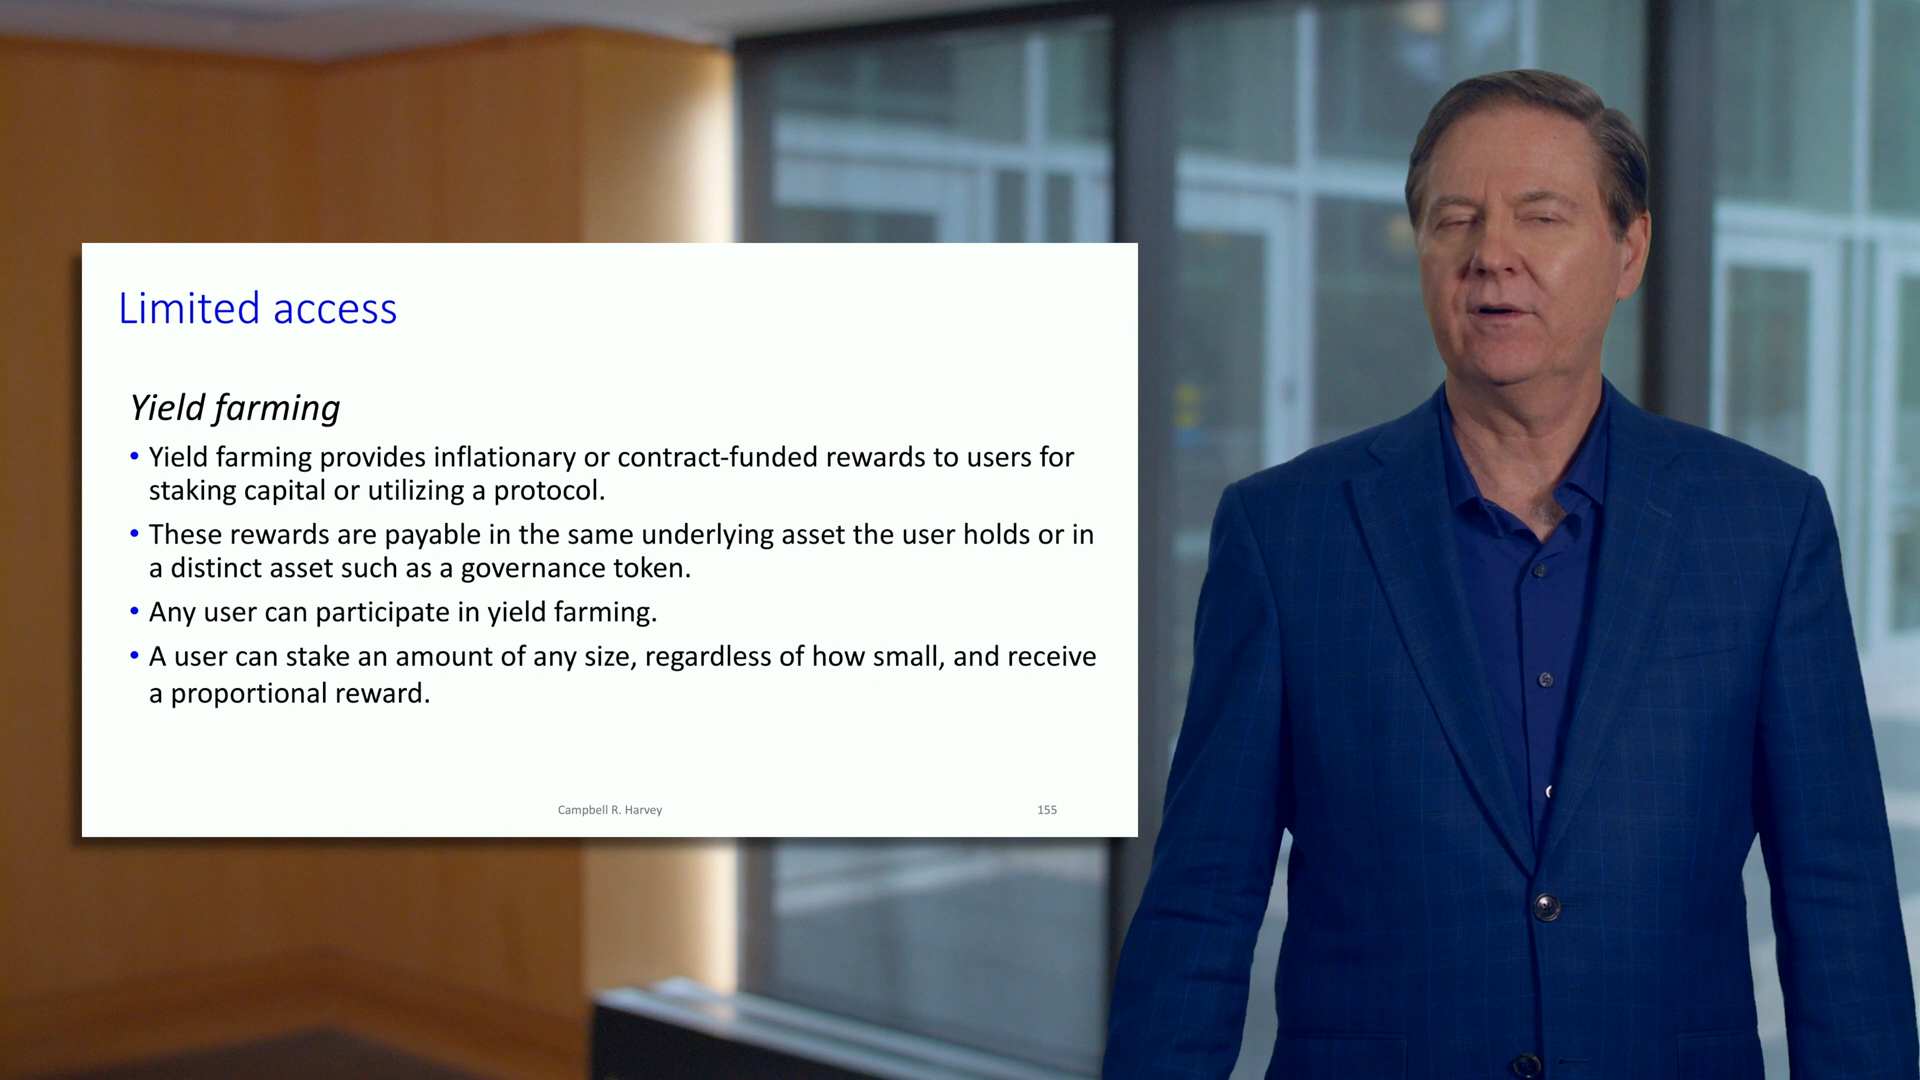 Limited access
Yield farming
• Yield farming provides inflationary or contract-funded rewards to users for
staking capital or utilizing a protocol.
• These rewards are payable in the same underlying asset the user holds or in
a distinct asset such as a governance token.
• Any user can participate in yield farming.
• A user can stake an amount of any size, regardless of how small, and receive
a proportional reward.
Campbell R. Harvey
155